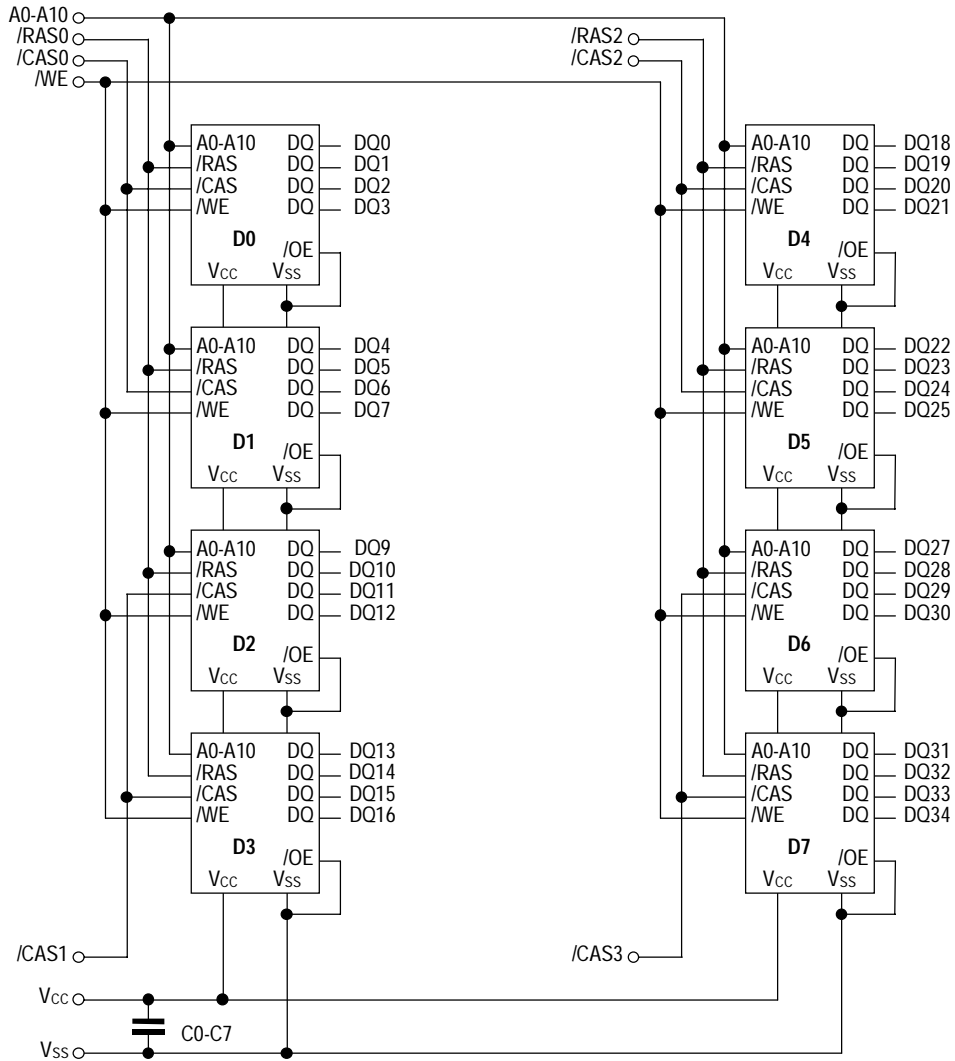 A0-A10
/RAS0
/CAS0
/WE
/RAS2
/CAS2
A0-A10 DQ DQ0
/RAS DQ DQ1
/CAS DQ DQ2
/WE DQ DQ3
D0
/OE
Vcc Vss
A0-A10 DQ DQ4
/RAS DQ DQ5
/CAS DQ DQ6
/WE DQ DQ7
D1
/OE
Vcc Vss
A0-A10 DQ DQ9
/RAS DQ DQ10
/CAS DQ DQ11
/WE DQ DQ12
D2
/OE
Vcc Vss
A0-A10 DQ DQ13
/RAS DQ DQ14
/CAS DQ DQ15
/WE DQ DQ16
D3
/OE
Vcc Vss
A0-A10 DQ DQ18
/RAS DQ DQ19
/CAS DQ DQ20
/WE DQ DQ21
D4
/OE
Vcc Vss
A0-A10 DQ DQ22
/RAS DQ DQ23
/CAS DQ DQ24
/WE DQ DQ25
D5
/OE
Vcc Vss
A0-A10 DQ DQ27
/RAS DQ DQ28
/CAS DQ DQ29
/WE DQ DQ30
D6
/OE
Vcc Vss
A0-A10 DQ DQ31
/RAS DQ DQ32
/CAS DQ DQ33
/WE DQ DQ34
D7
/OE
Vcc Vss
/CAS1
/CAS3
Vcc
C0-C7
Vss